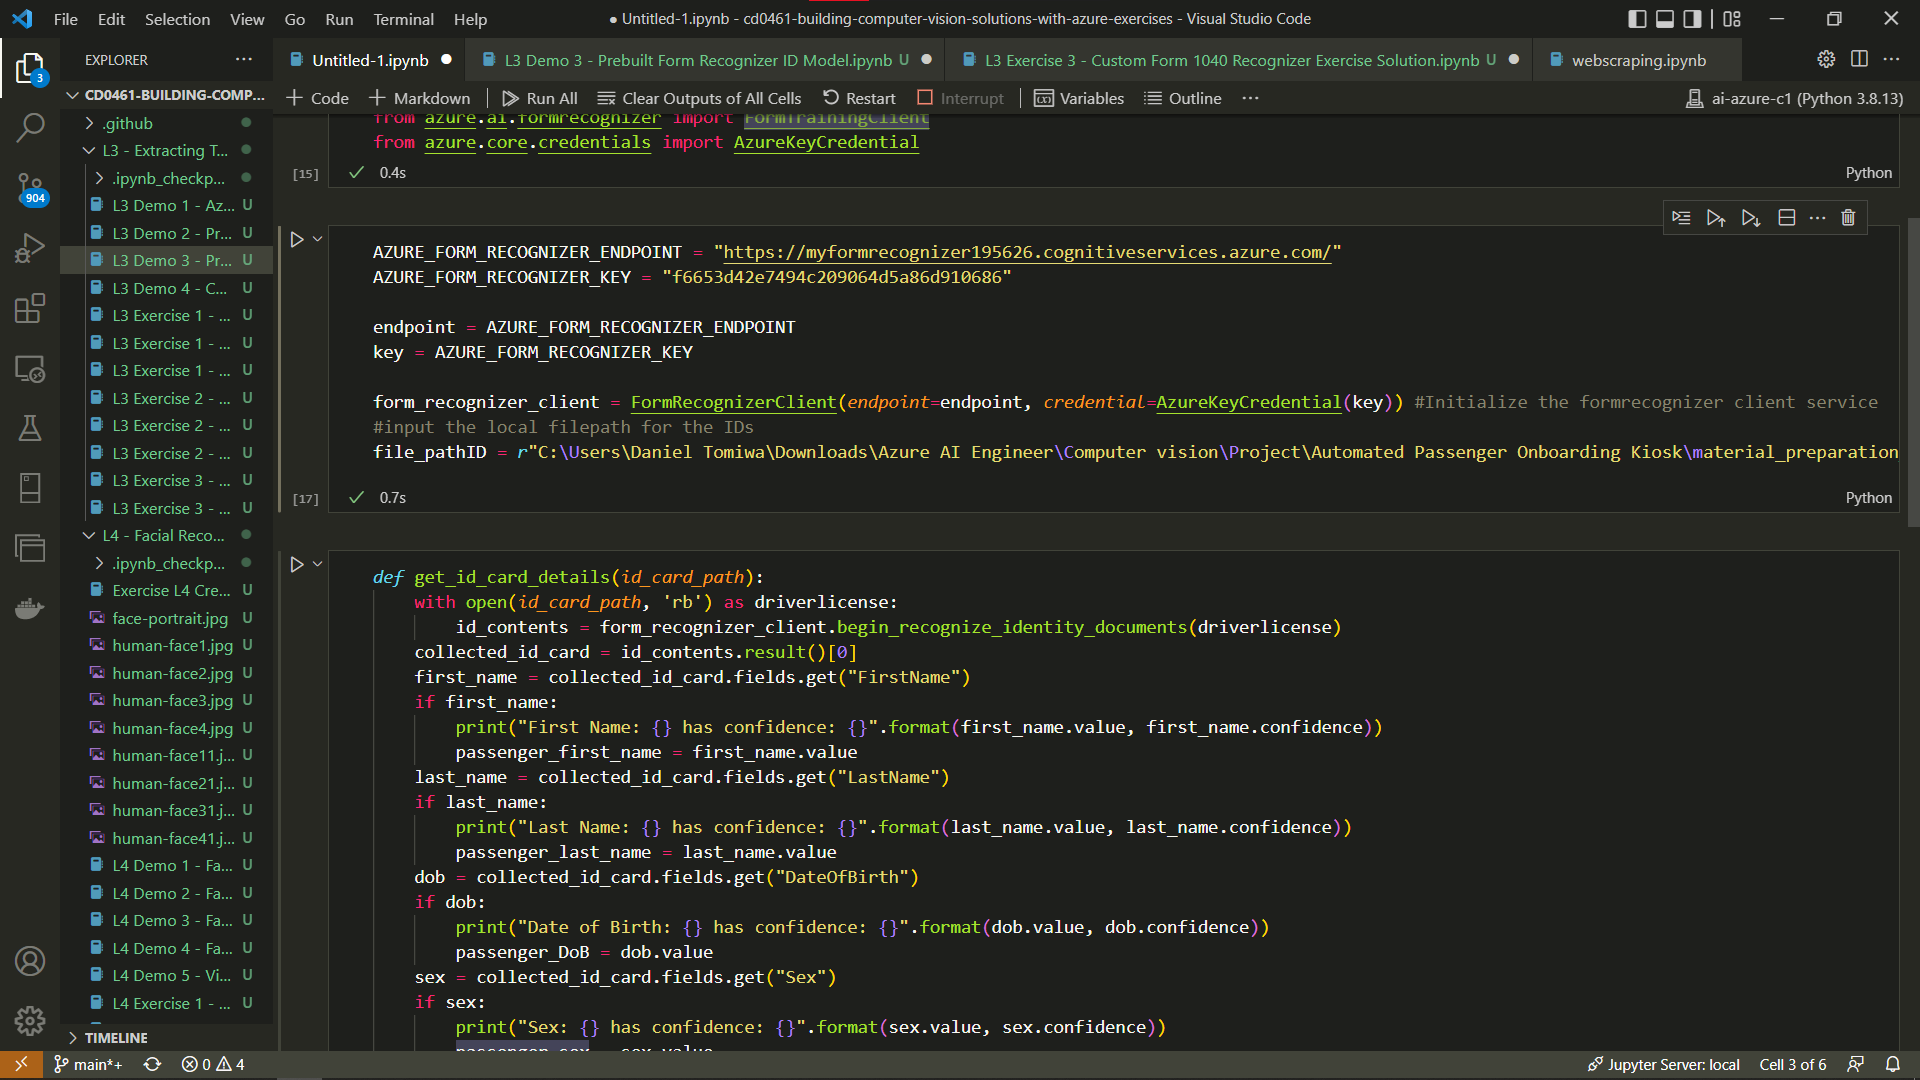 File Edit Selection View Go Run Terminal Help
● Untitled-1.ipynb - cd0461-building-computer-vision-solutions-with-azure-exercises - Visual Studio Code
EXPLORER
Untitled-1.ipynb
L3 Demo 3 - Prebuilt Form Recognizer ID Model.ipynb U
L3 Exercise 3 - Custom Form 1040 Recognizer Exercise Solution.ipynb U
webscraping.ipynb
Code Markdown Run All Clear Outputs of All Cells Restart Interrupt Variables Outline ...
ai-azure-c1 (Python 3.8.13)
3
904
CD0461-BUILDING-COMP...
.github
L3 - Extracting T...
.ipynb_checkp...
L3 Demo 1 - Az... U
L3 Demo 2 - Pr... U
L3 Demo 3 - Pr... U
L3 Demo 4 - C... U
L3 Exercise 1 - ... U
L3 Exercise 1 - ... U
L3 Exercise 1 - ... U
L3 Exercise 2 - ... U
L3 Exercise 2 - ... U
L3 Exercise 2 - ... U
L3 Exercise 3 - ... U
L3 Exercise 3 - ... U
L4 - Facial Reco...
.ipynb_checkp...
Exercise L4 Cre... U
face-portrait.jpg U
human-face1.jpg U
human-face2.jpg U
human-face3.jpg U
human-face4.jpg U
human-face11.j... U
human-face21.j... U
human-face31.j... U
human-face41.j... U
L4 Demo 1 - Fa... U
L4 Demo 2 - Fa... U
L4 Demo 3 - Fa... U
L4 Demo 4 - Fa... U
L4 Demo 5 - Vi... U
L4 Exercise 1 - ... U
TIMELINE
from azure.ai.formrecognizer import FormTrainingClient
from azure.core.credentials import AzureKeyCredential
[15] 0.4s Python
AZURE_FORM_RECOGNIZER_ENDPOINT = "https://myformrecognizer195626.cognitiveservices.azure.com/"
AZURE_FORM_RECOGNIZER_KEY = "f6653d42e7494c209064d5a86d910686"
endpoint = AZURE_FORM_RECOGNIZER_ENDPOINT
key = AZURE_FORM_RECOGNIZER_KEY
form_recognizer_client = FormRecognizerClient(endpoint=endpoint, credential=AzureKeyCredential(key)) #Initialize the formrecognizer client service
#input the local filepath for the IDs
file_pathID = r"C:\Users\Daniel Tomiwa\Downloads\Azure AI Engineer\Computer vision\Project\Automated Passenger Onboarding Kiosk\material_preparation
[17] 0.7s Python
def get_id_card_details(id_card_path):
with open(id_card_path, 'rb') as driverlicense:
id_contents = form_recognizer_client.begin_recognize_identity_documents(driverlicense)
collected_id_card = id_contents.result()[0]
first_name = collected_id_card.fields.get("FirstName")
if first_name:
print("First Name: {} has confidence: {}".format(first_name.value, first_name.confidence))
passenger_first_name = first_name.value
last_name = collected_id_card.fields.get("LastName")
if last_name:
print("Last Name: {} has confidence: {}".format(last_name.value, last_name.confidence))
passenger_last_name = last_name.value
dob = collected_id_card.fields.get("DateOfBirth")
if dob:
print("Date of Birth: {} has confidence: {}".format(dob.value, dob.confidence))
passenger_DoB = dob.value
sex = collected_id_card.fields.get("Sex")
if sex:
print("Sex: {} has confidence: {}".format(sex.value, sex.confidence))
passenger_sex = sex.value
main*+ 0 4
Jupyter Server: local Cell 3 of 6